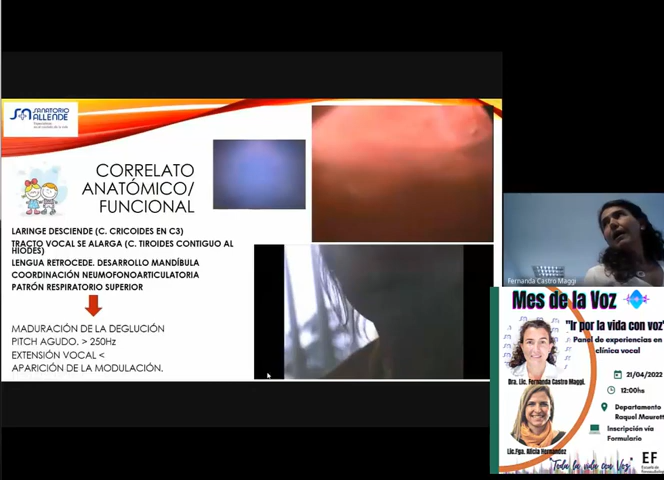 SANATORIO
ALLENDE
CORRELATO
ANATÓMICO/
FUNCIONAL
LARINGE DESCIENDE (C. CRICOIDES EN C3)
TRACTO VOCAL SE ALARGA (C. TIROIDES CONTIGUO AL
HIODES)
LENGUA RETROCEDE. DESARROLLO MANDÍBULA
COORDINACIÓN NEUMOFONOARTICULATORIA
PATRÓN RESPIRATORIO SUPERIOR
MADURACIÓN DE LA DEGLUCIÓN
PITCH AGUDO. > 250Hz
EXTENSIÓN VOCAL <
APARICIÓN DE LA MODULACIÓN.
Fernanda Castro Maggi
Mes de la Voz
"Ir por la vida con voz"
Panel de experiencias en
clínica vocal
Dra. Lic. Fernanda Castro Maggi.
21/04/2022
12:00hs
Departamento
Raquel Maurett
Inscripción vía
Formulario
Lic.Fga. Alicia Hernandez
"Toda la vida con Voz"
EF